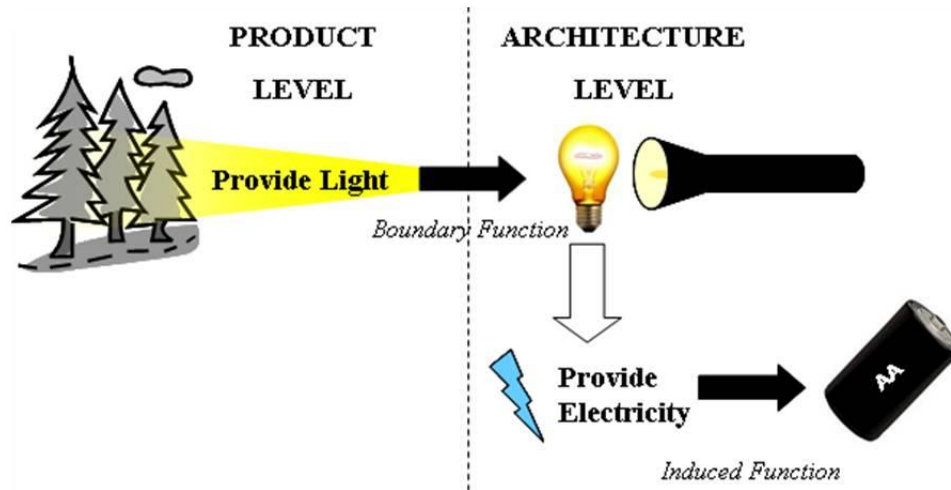 PRODUCT
LEVEL
ARCHITECTURE
LEVEL
Provide Light
Boundary Function
Provide
Electricity
AA
Induced Function